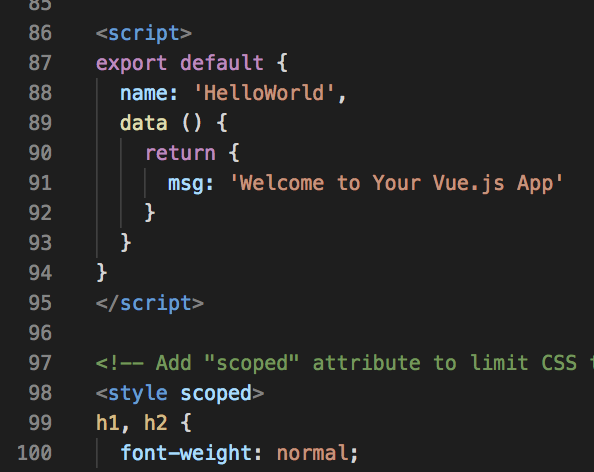 85
86 <script>
87 export default {
88   name: 'HelloWorld',
89   data () {
90     return {
91       msg: 'Welcome to Your Vue.js App'
92     }
93   }
94 }
95 </script>
96
97 <!-- Add "scoped" attribute to limit CSS
98 <style scoped>
99 h1, h2 {
100   font-weight: normal;